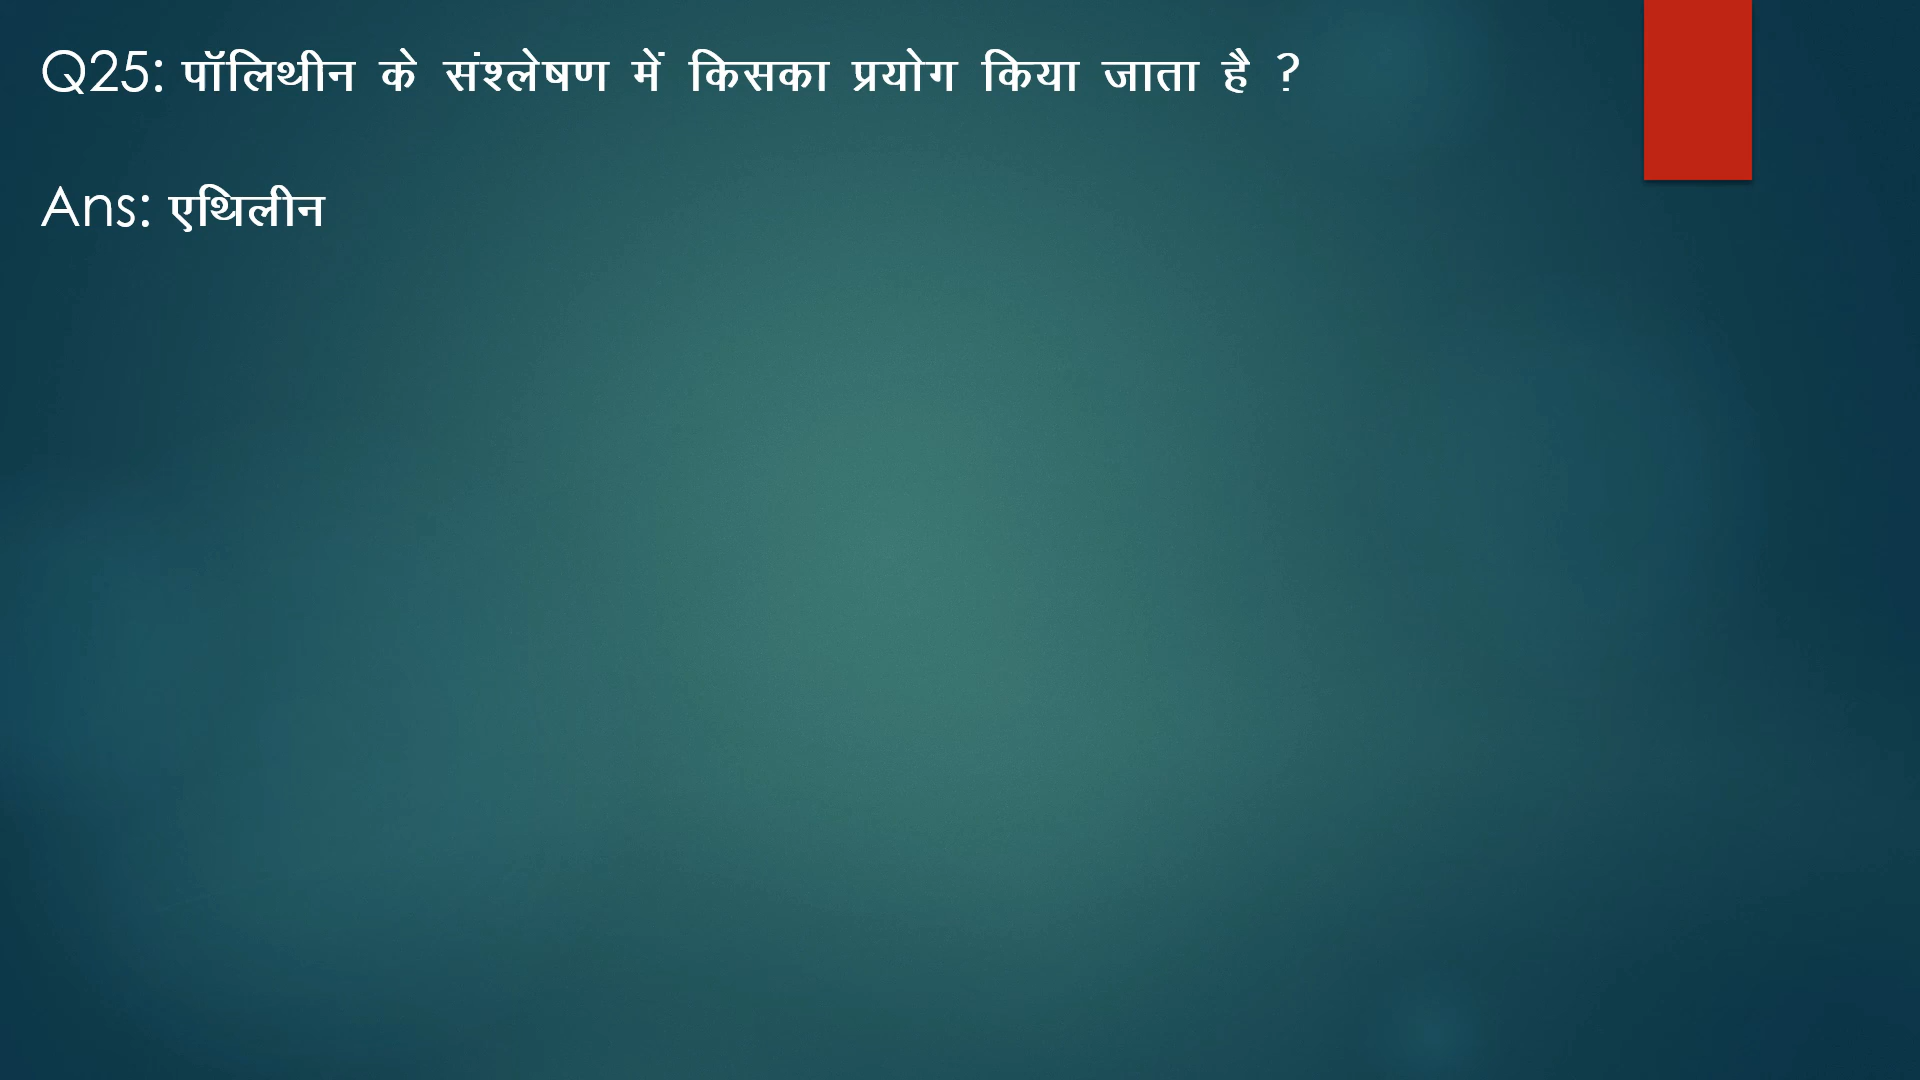 Q25: पॉलिथीन के संश्लेषण में किसका प्रयोग किया जाता है ?
Ans: एथिलीन